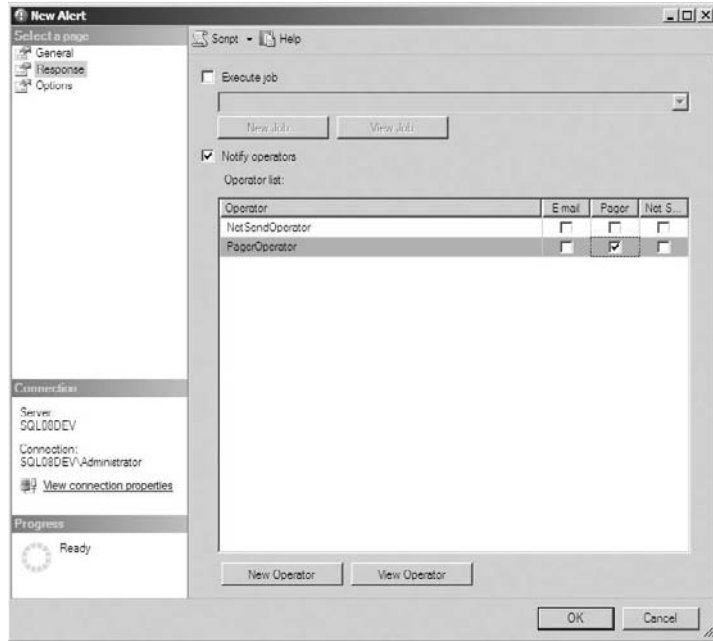 New Alert
Select a page
General
Response
Options
Script Help
Execute job
New Job View Job
Notify operators
Operator list:
Operator E mail Pager Net S...
NetSendOperator
PagerOperator
Connection
Server:
SQL08DEV
Connection:
SQL08DEV\Administrator
View connection properties
Progress
Ready
New Operator View Operator
OK Cancel